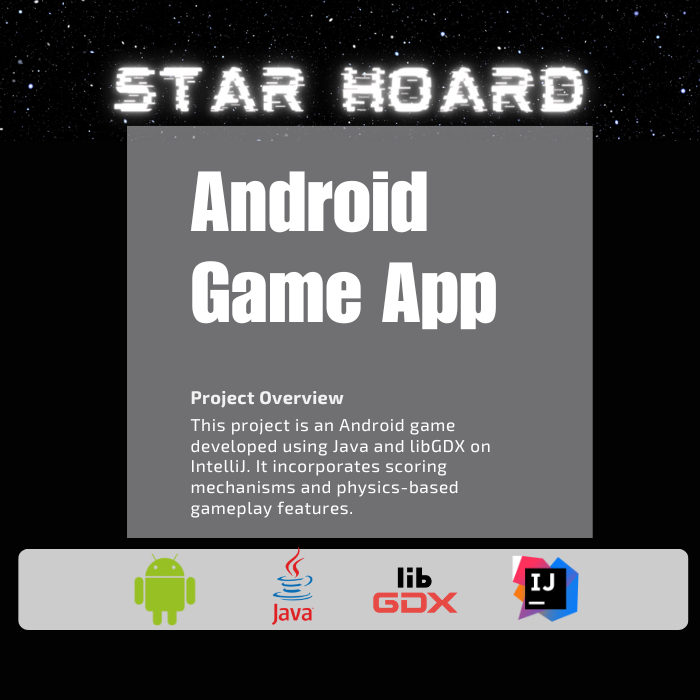 STAR HOARD
Android
Game App
Project Overview
This project is an Android game
developed using Java and libGDX on
IntelliJ. It incorporates scoring
mechanisms and physics-based
gameplay features.
Java
lib
GDX
IJ